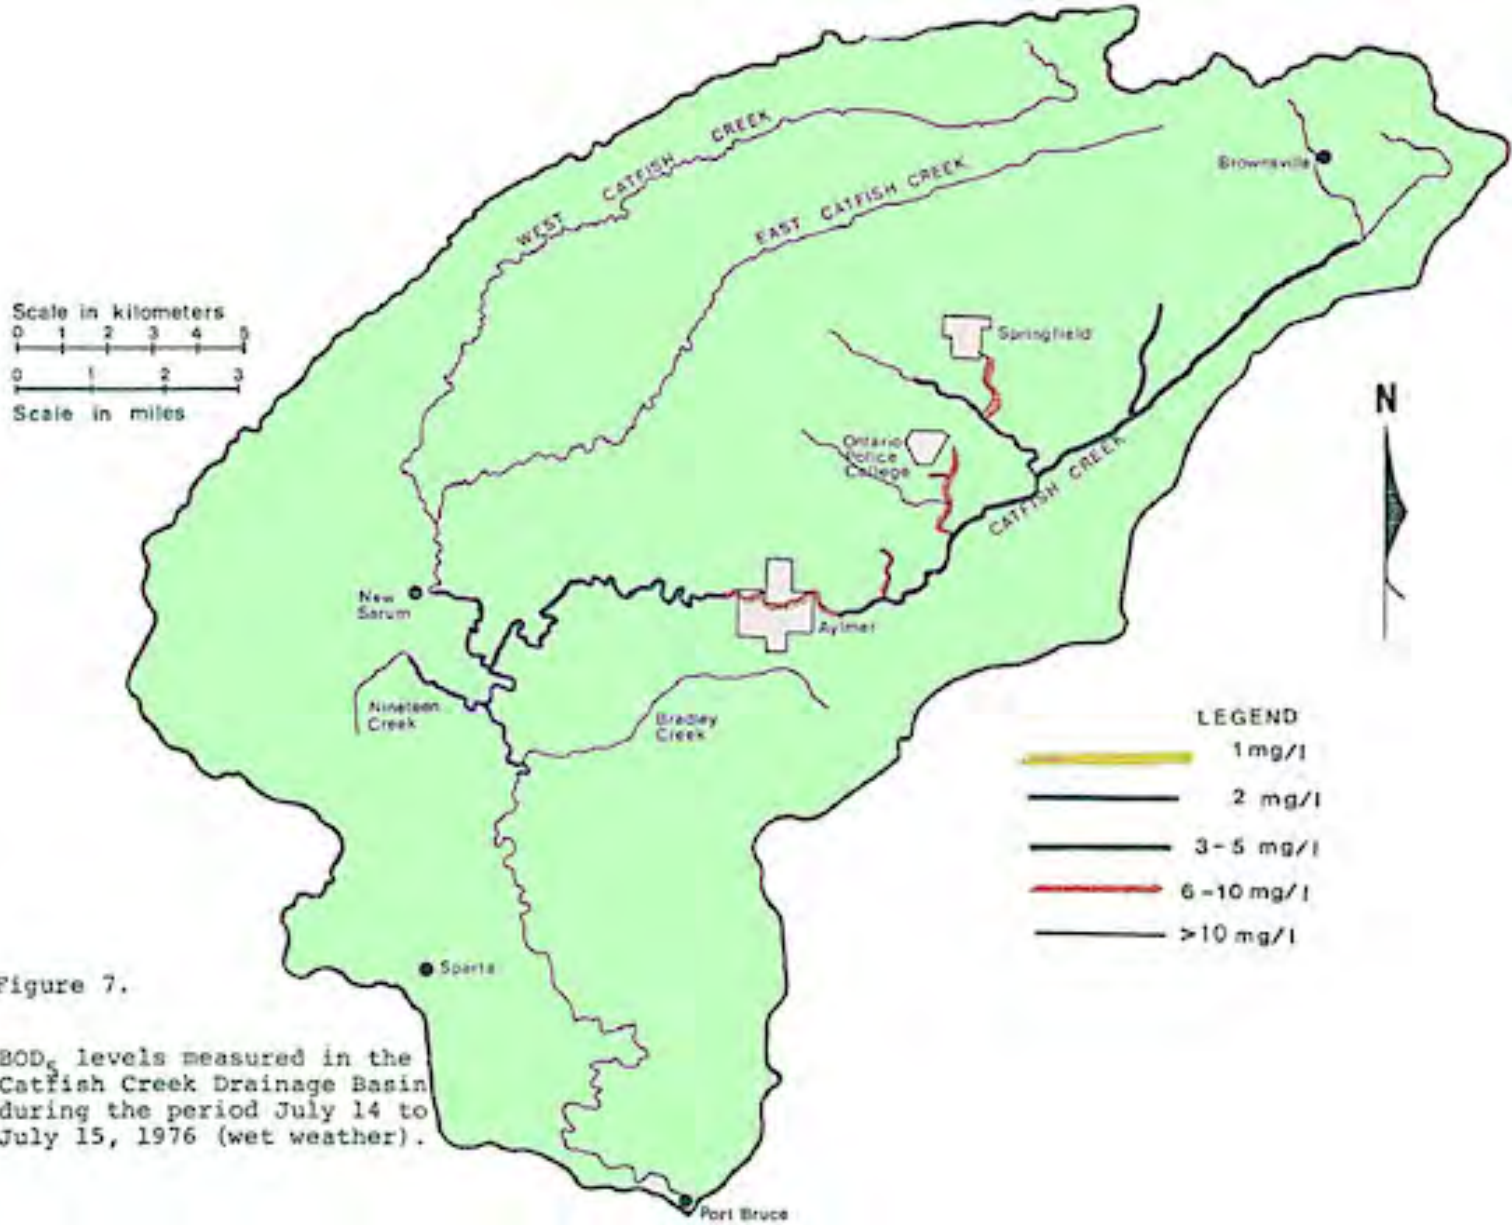 WEST CATFISH CREEK
EAST CATFISH CREEK
Brownsville
Scale in kilometers
0 1 2 3 4 5
0 1 2 3
Scale in miles
Springfield
Ontario
Police
College
CATFISH CREEK
N
New
Sarum
Aylmer
Nineteen
Creek
Bradley
Creek
LEGEND
1 mg/l
2 mg/l
3-5 mg/l
6-10 mg/l
>10 mg/l
Sparta
Figure 7.
BOD5 levels measured in the
Catfish Creek Drainage Basin
during the period July 14 to
July 15, 1976 (wet weather).
Port Bruce